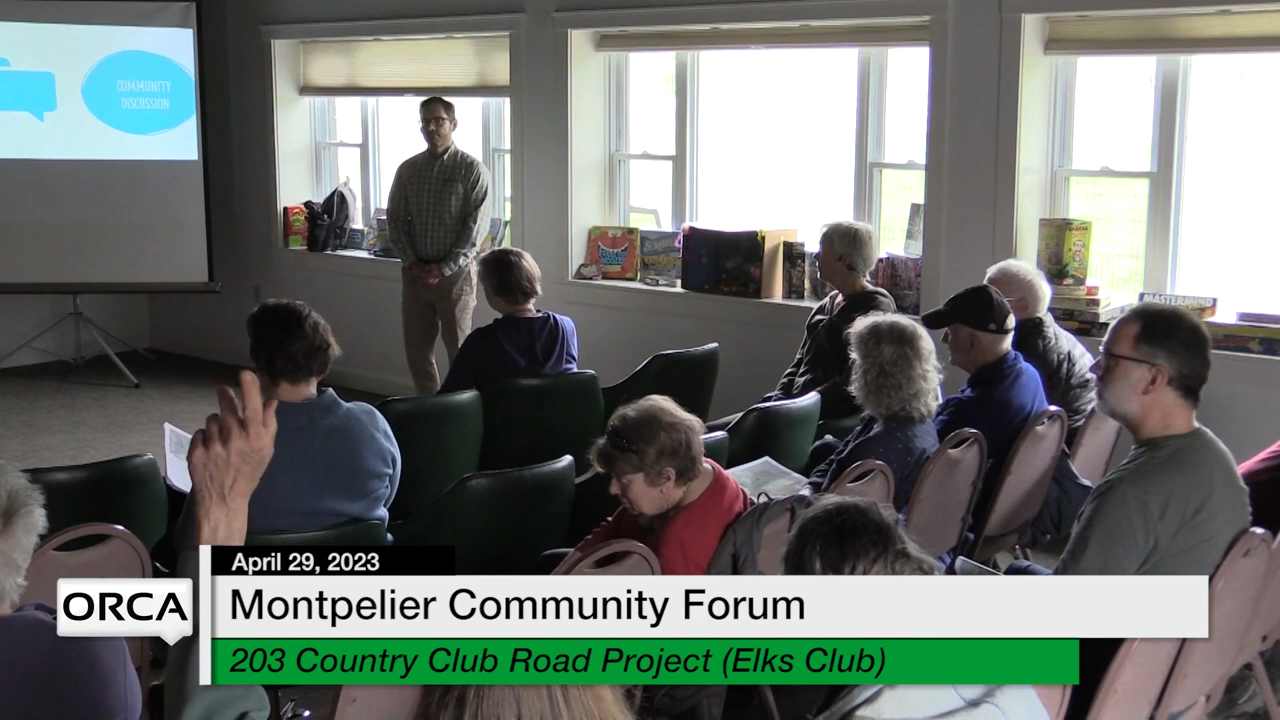 COMMUNITY
DISCUSSION
MASTERMIND
April 29, 2023
ORCA
Montpelier Community Forum
203 Country Club Road Project (Elks Club)